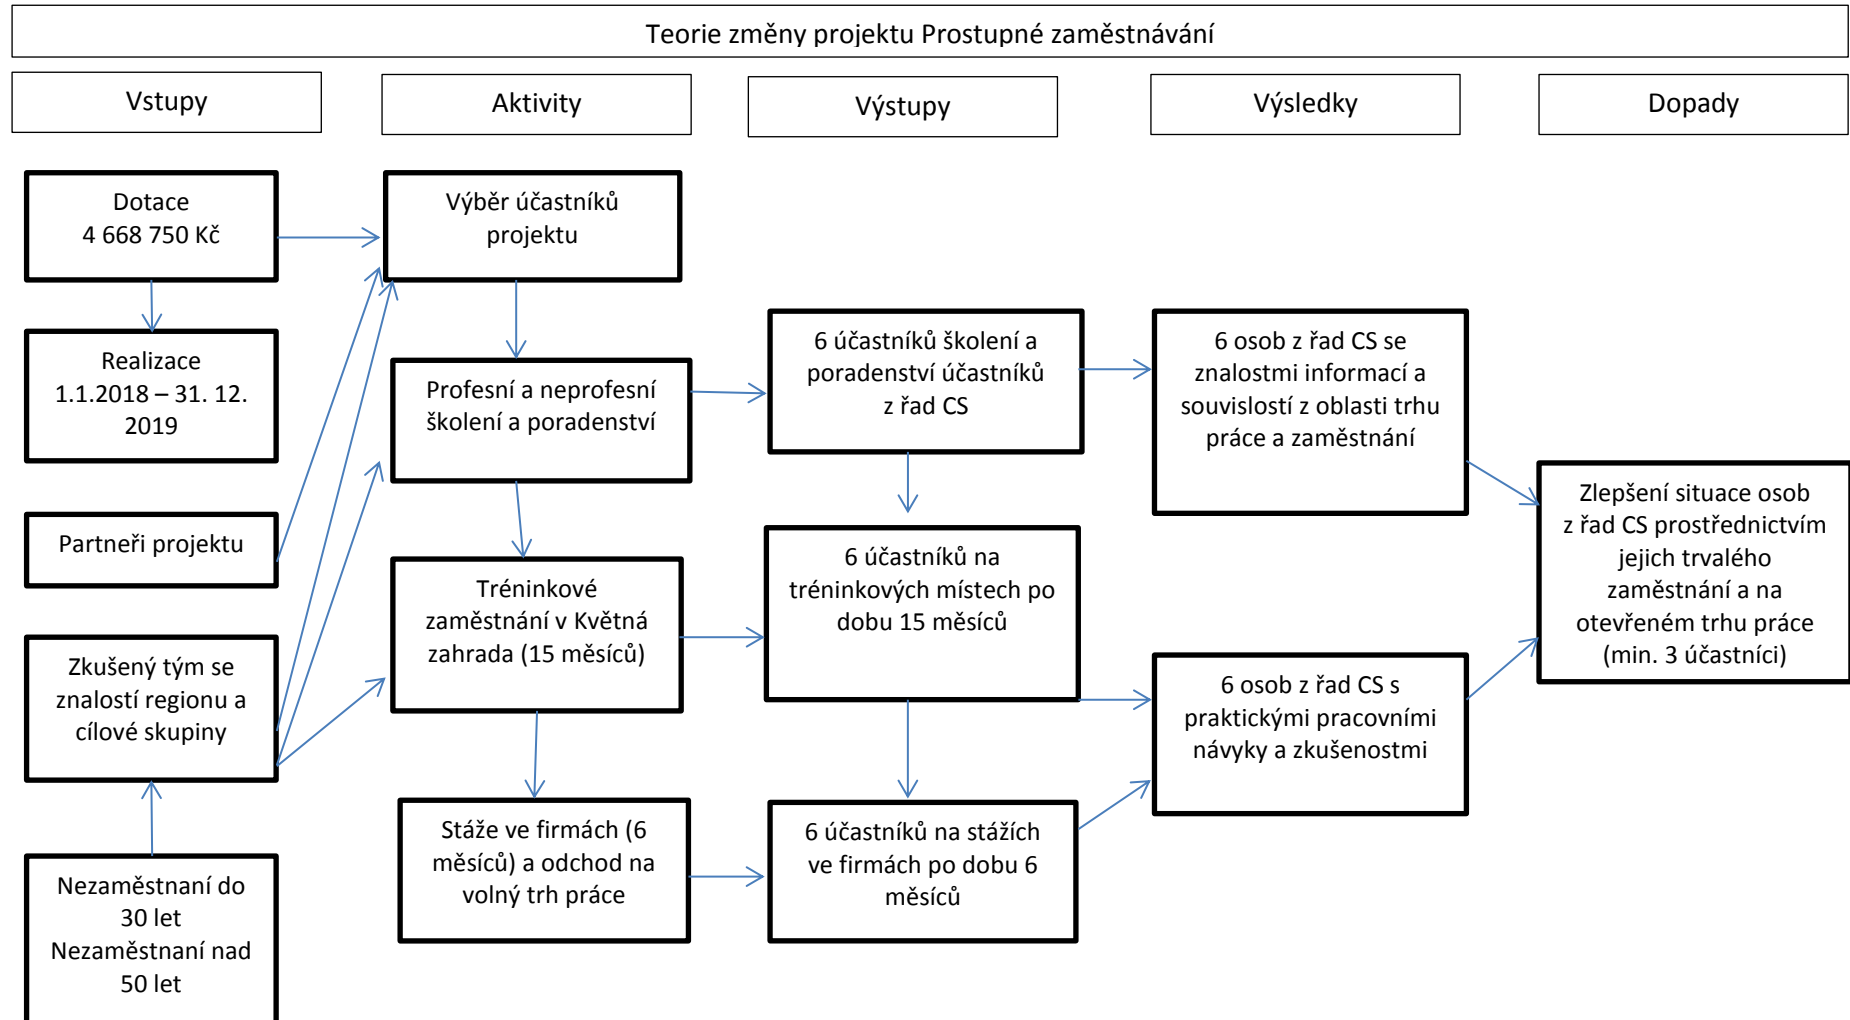 Teorie změny projektu Prostupné zaměstnávání
Vstupy
Aktivity
Výstupy
Výsledky
Dopady
Dotace
4 668 750 Kč
Realizace
1.1.2018 – 31. 12.
2019
Partneři projektu
Zkušený tým se
znalostí regionu a
cílové skupiny
Nezaměstnaní do
30 let
Nezaměstnaní nad
50 let
Výběr účastníků
projektu
Profesní a neprofesní
školení a poradenství
Tréninkové
zaměstnání v Květná
zahrada (15 měsíců)
Stáže ve firmách (6
měsíců) a odchod na
volný trh práce
6 účastníků školení a
poradenství účastníků
z řad CS
6 účastníků na
tréninkových místech po
dobu 15 měsíců
6 účastníků na stážích
ve firmách po dobu 6
měsíců
6 osob z řad CS se
znalostmi informací a
souvislostí z oblasti trhu
práce a zaměstnání
6 osob z řad CS s
praktickými pracovními
návyky a zkušenostmi
Zlepšení situace osob
z řad CS prostřednictvím
jejich trvalého
zaměstnání a na
otevřeném trhu práce
(min. 3 účastníci)